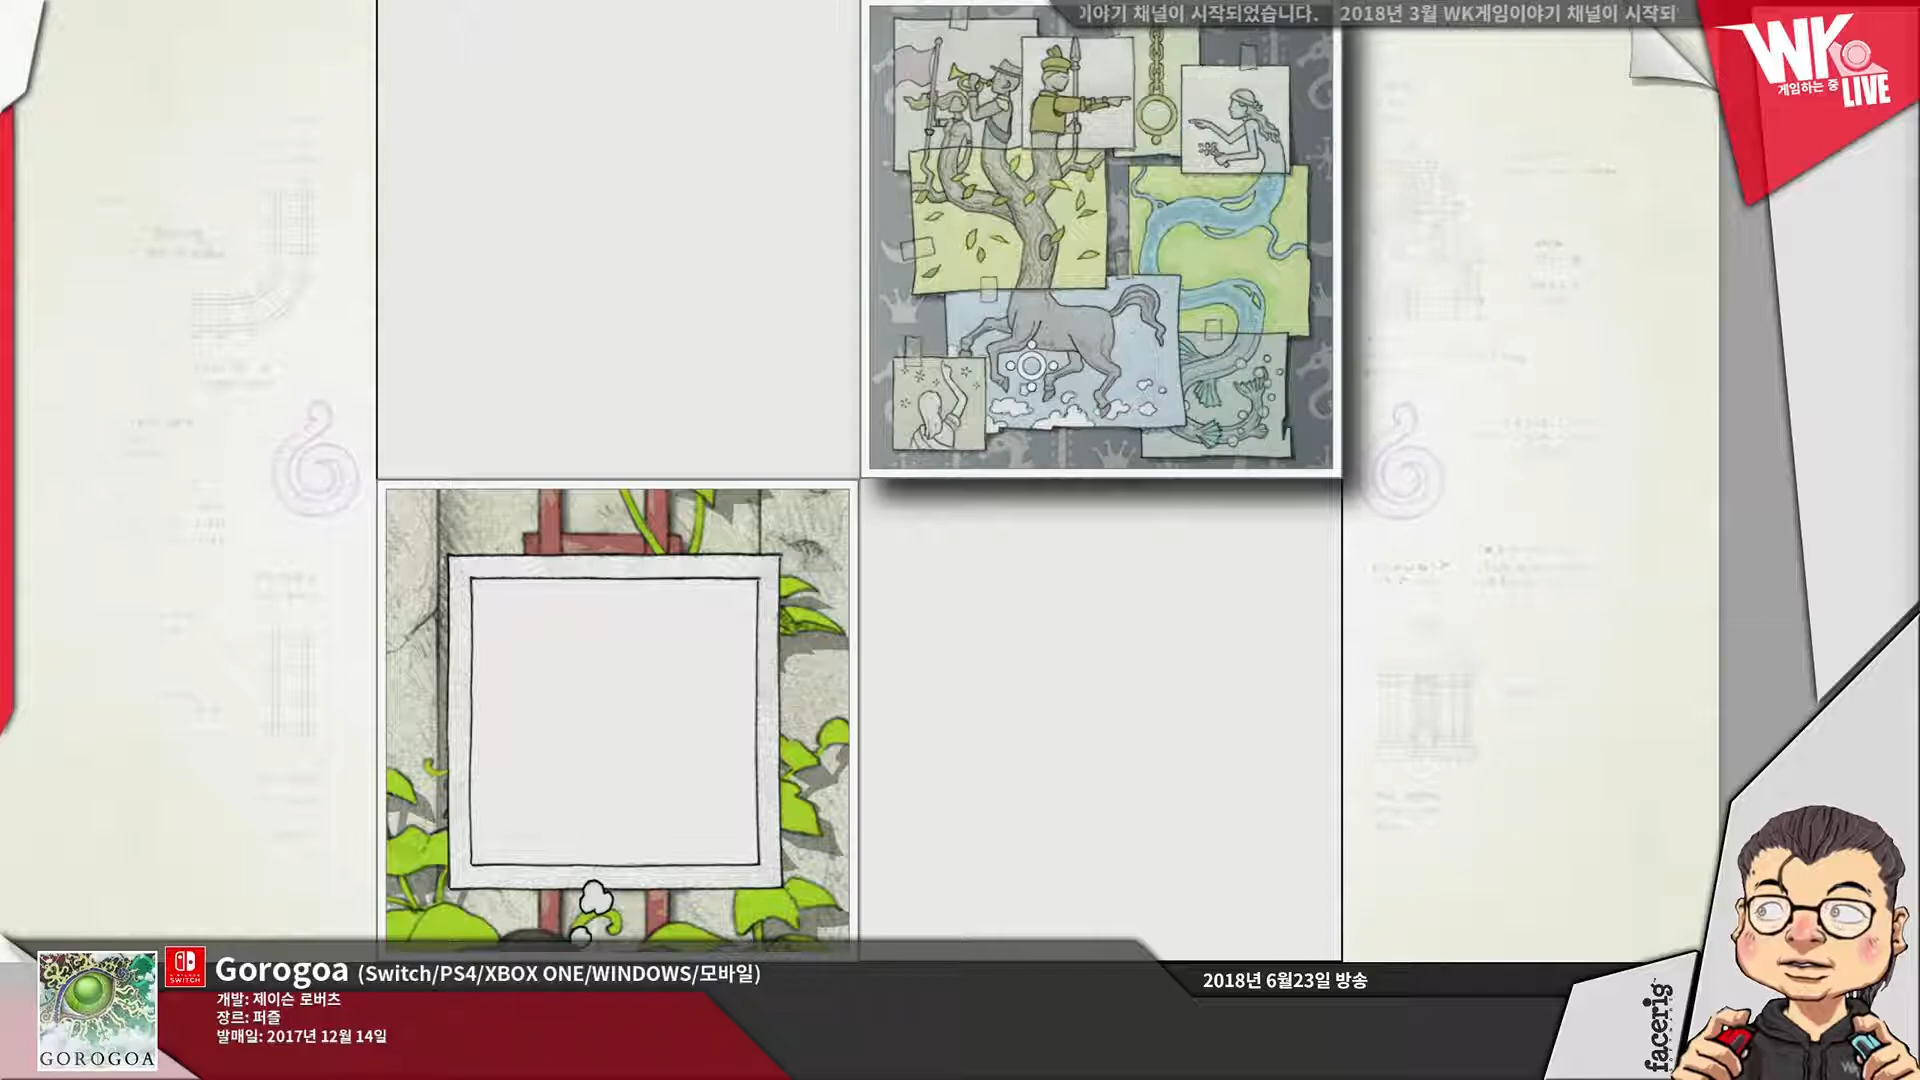 이야기 채널이 시작되었습니다. 2018년 3월 WK게임이야기 채널이 시작되
WK
게임하는 중 LIVE
GOROGOA
SWITCH
Gorogoa (Switch/PS4/XBOX ONE/WINDOWS/모바일)
개발: 제이슨 로버츠
장르: 퍼즐
발매일: 2017년 12월 14일
2018년 6월23일 방송
facerig